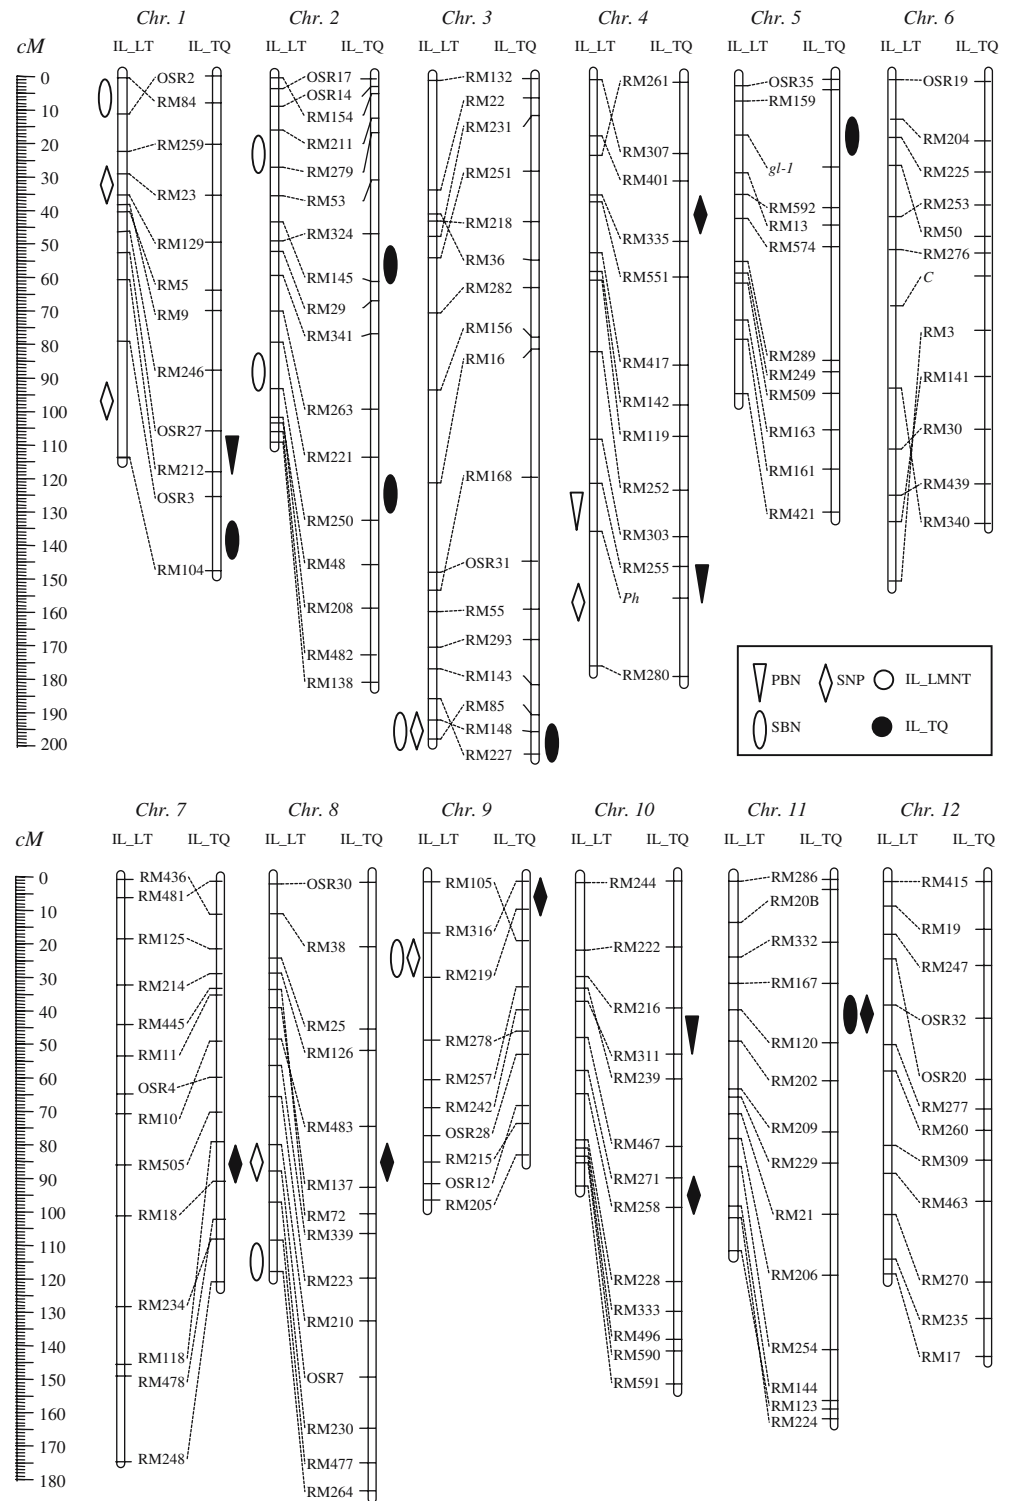 Chr. 1 Chr. 2 Chr. 3 Chr. 4 Chr. 5 Chr. 6
cM IL_LT IL_TQ IL_LT IL_TQ IL_LT IL_TQ IL_LT IL_TQ IL_LT IL_TQ IL_LT IL_TQ
0
10
20
30
40
50
60
70
80
90
100
110
120
130
140
150
160
170
180
190
200
OSR2
RM84
RM259
RM23
RM129
RM5
RM9
RM246
OSR27
RM212
OSR3
RM104
OSR17
OSR14
RM154
RM211
RM279
RM53
RM324
RM145
RM29
RM341
RM263
RM221
RM250
RM48
RM208
RM482
RM138
RM132
RM22
RM231
RM251
RM218
RM36
RM282
RM156
RM16
RM168
OSR31
RM55
RM293
RM143
RM85
RM148
RM227
RM261
RM307
RM401
RM335
RM551
RM417
RM142
RM119
RM252
RM303
RM255
Ph
RM280
OSR35
RM159
gl-1
RM592
RM13
RM574
RM289
RM249
RM509
RM163
RM161
RM421
OSR19
RM204
RM225
RM253
RM50
RM276
C
RM3
RM141
RM30
RM439
RM340
PBN SNP IL_LMNT
SBN IL_TQ
Chr. 7 Chr. 8 Chr. 9 Chr. 10 Chr. 11 Chr. 12
cM IL_LT IL_TQ IL_LT IL_TQ IL_LT IL_TQ IL_LT IL_TQ IL_LT IL_TQ IL_LT IL_TQ
0
10
20
30
40
50
60
70
80
90
100
110
120
130
140
150
160
170
180
RM436
RM481
RM125
RM214
RM445
RM11
OSR4
RM10
RM505
RM18
RM234
RM118
RM478
RM248
OSR30
RM38
RM25
RM126
RM483
RM137
RM72
RM339
RM223
RM210
OSR7
RM230
RM477
RM264
RM105
RM316
RM219
RM278
RM257
RM242
OSR28
RM215
OSR12
RM205
RM244
RM222
RM216
RM311
RM239
RM467
RM271
RM258
RM228
RM333
RM496
RM590
RM591
RM286
RM20B
RM332
RM167
RM120
RM202
RM209
RM229
RM21
RM206
RM254
RM144
RM123
RM224
RM415
RM19
RM247
OSR32
OSR20
RM277
RM260
RM309
RM463
RM270
RM235
RM17